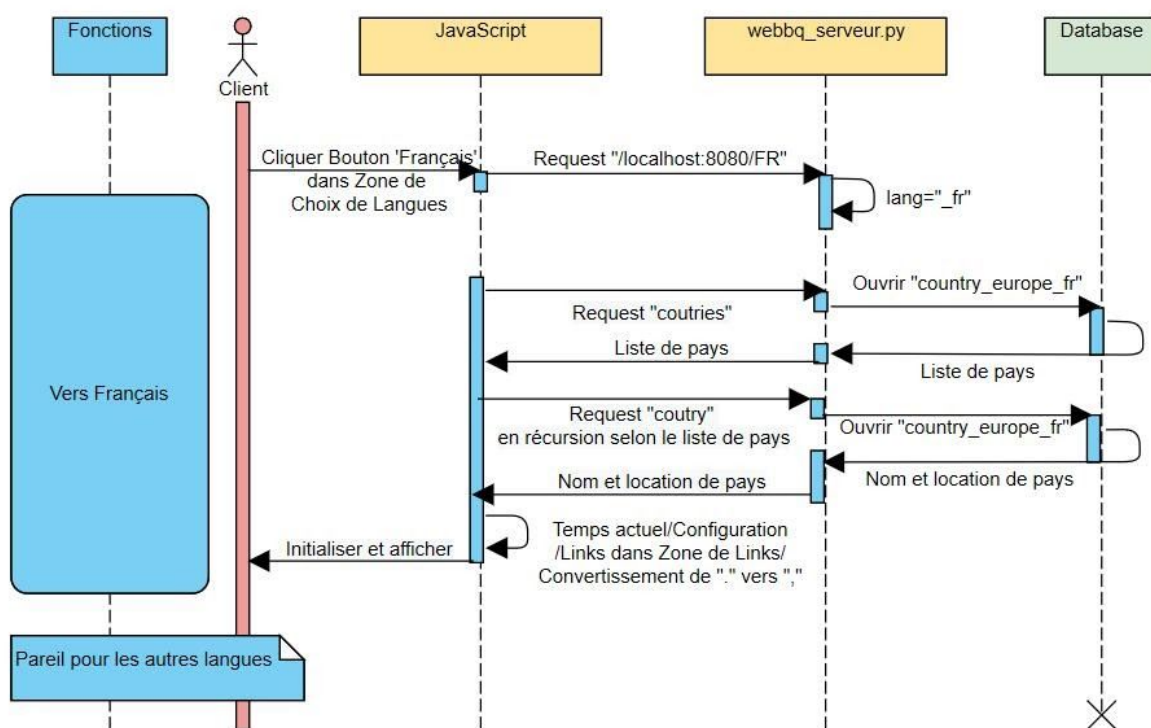 Fonctions
JavaScript
webbq_serveur.py
Database
Client
Cliquer Bouton 'Français'
dans Zone de
Choix de Langues
Request "/localhost:8080/FR"
lang="_fr"
Ouvrir "country_europe_fr"
Request "coutries"
Liste de pays
Liste de pays
Vers Français
Request "coutry"
en récursion selon le liste de pays
Ouvrir "country_europe_fr"
Nom et location de pays
Nom et location de pays
Temps actuel/Configuration
/Links dans Zone de Links/
Convertissement de "." vers ","
Initialiser et afficher
Pareil pour les autres langues